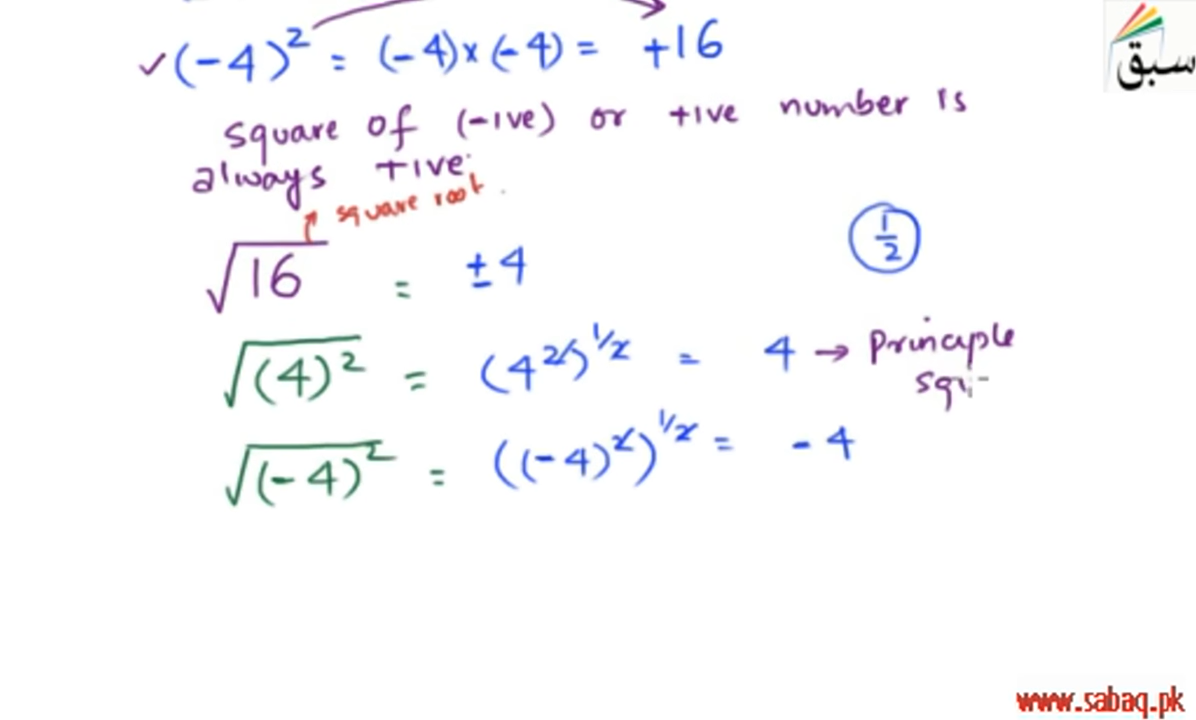 سبق
✓(-4)² = (-4)×(-4) = +16
square of (-ive) or +ive number is
always +ive.
square root
1/2
√16 = ±4
√(4)² = (4²)^1/2 = 4 → Principle
squ
√(-4)² = ((-4)²)^1/2 = -4
www.sabaq.pk